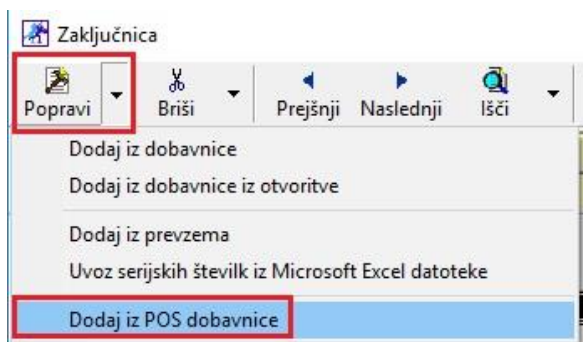 Zaključnica
Popravi Briši Prejšnji Naslednji Išči
Dodaj iz dobavnice
Dodaj iz dobavnice iz otvoritve
Dodaj iz prevzema
Uvoz serijskih številk iz Microsoft Excel datoteke
Dodaj iz POS dobavnice